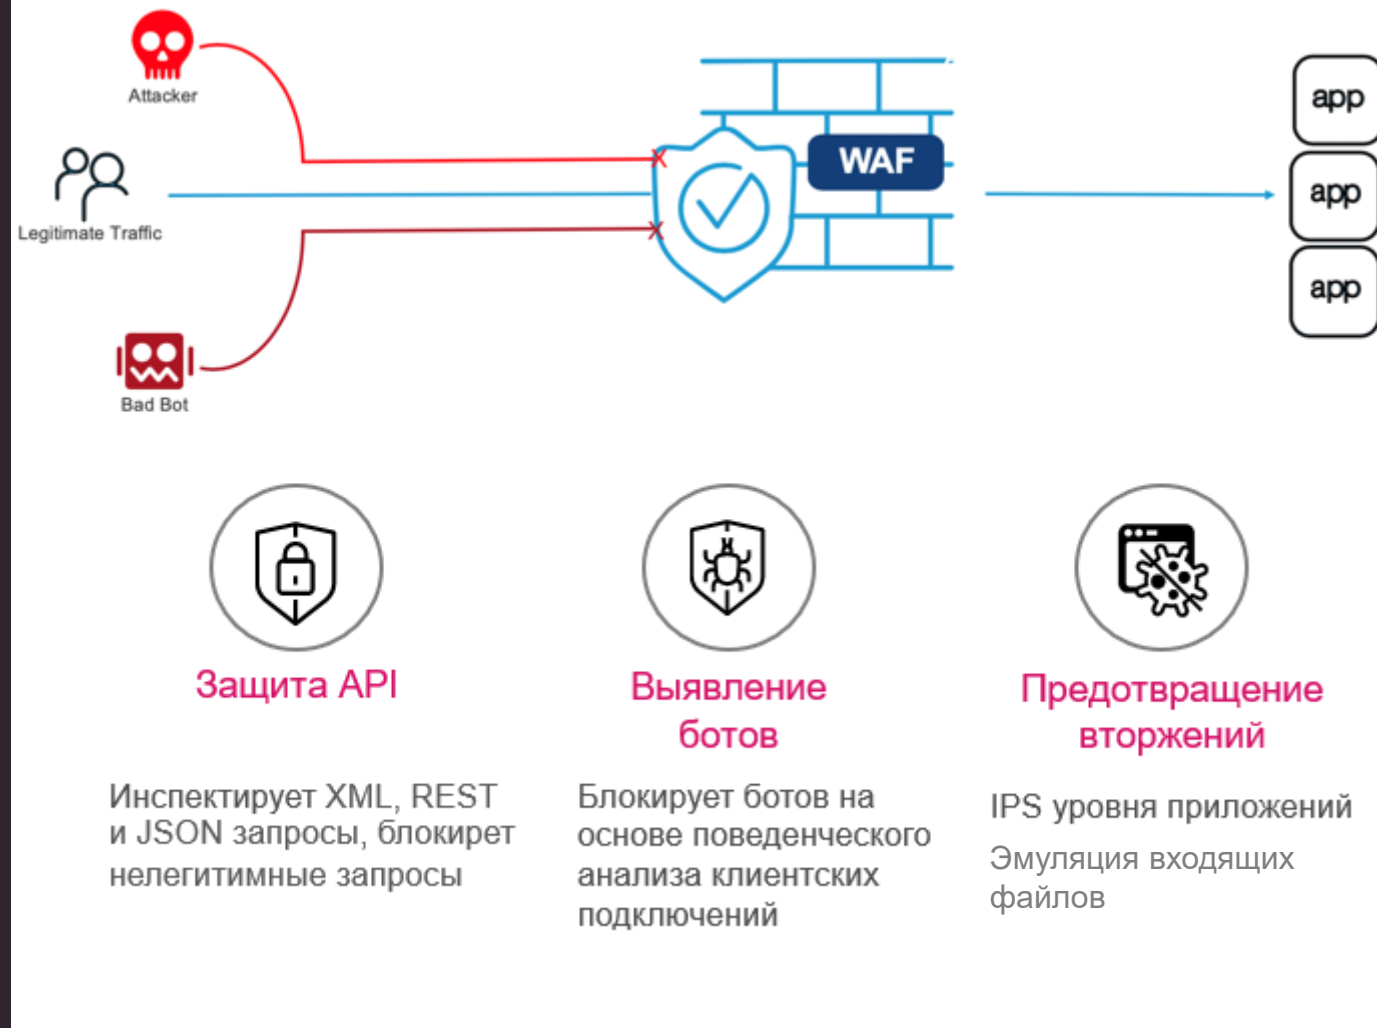 Attacker
Legitimate Traffic
Bad Bot
WAF
app
app
app
Защита API
Инспектирует XML, REST
и JSON запросы, блокирет
нелегитимные запросы
Выявление
ботов
Блокирует ботов на
основе поведенческого
анализа клиентских
подключений
Предотвращение
вторжений
IPS уровня приложений
Эмуляция входящих
файлов